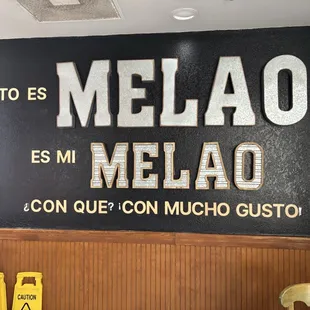 TO ES MELAO
ES MI MELAO
¿CON QUE? ¡CON MUCHO GUSTO!
CAUTION